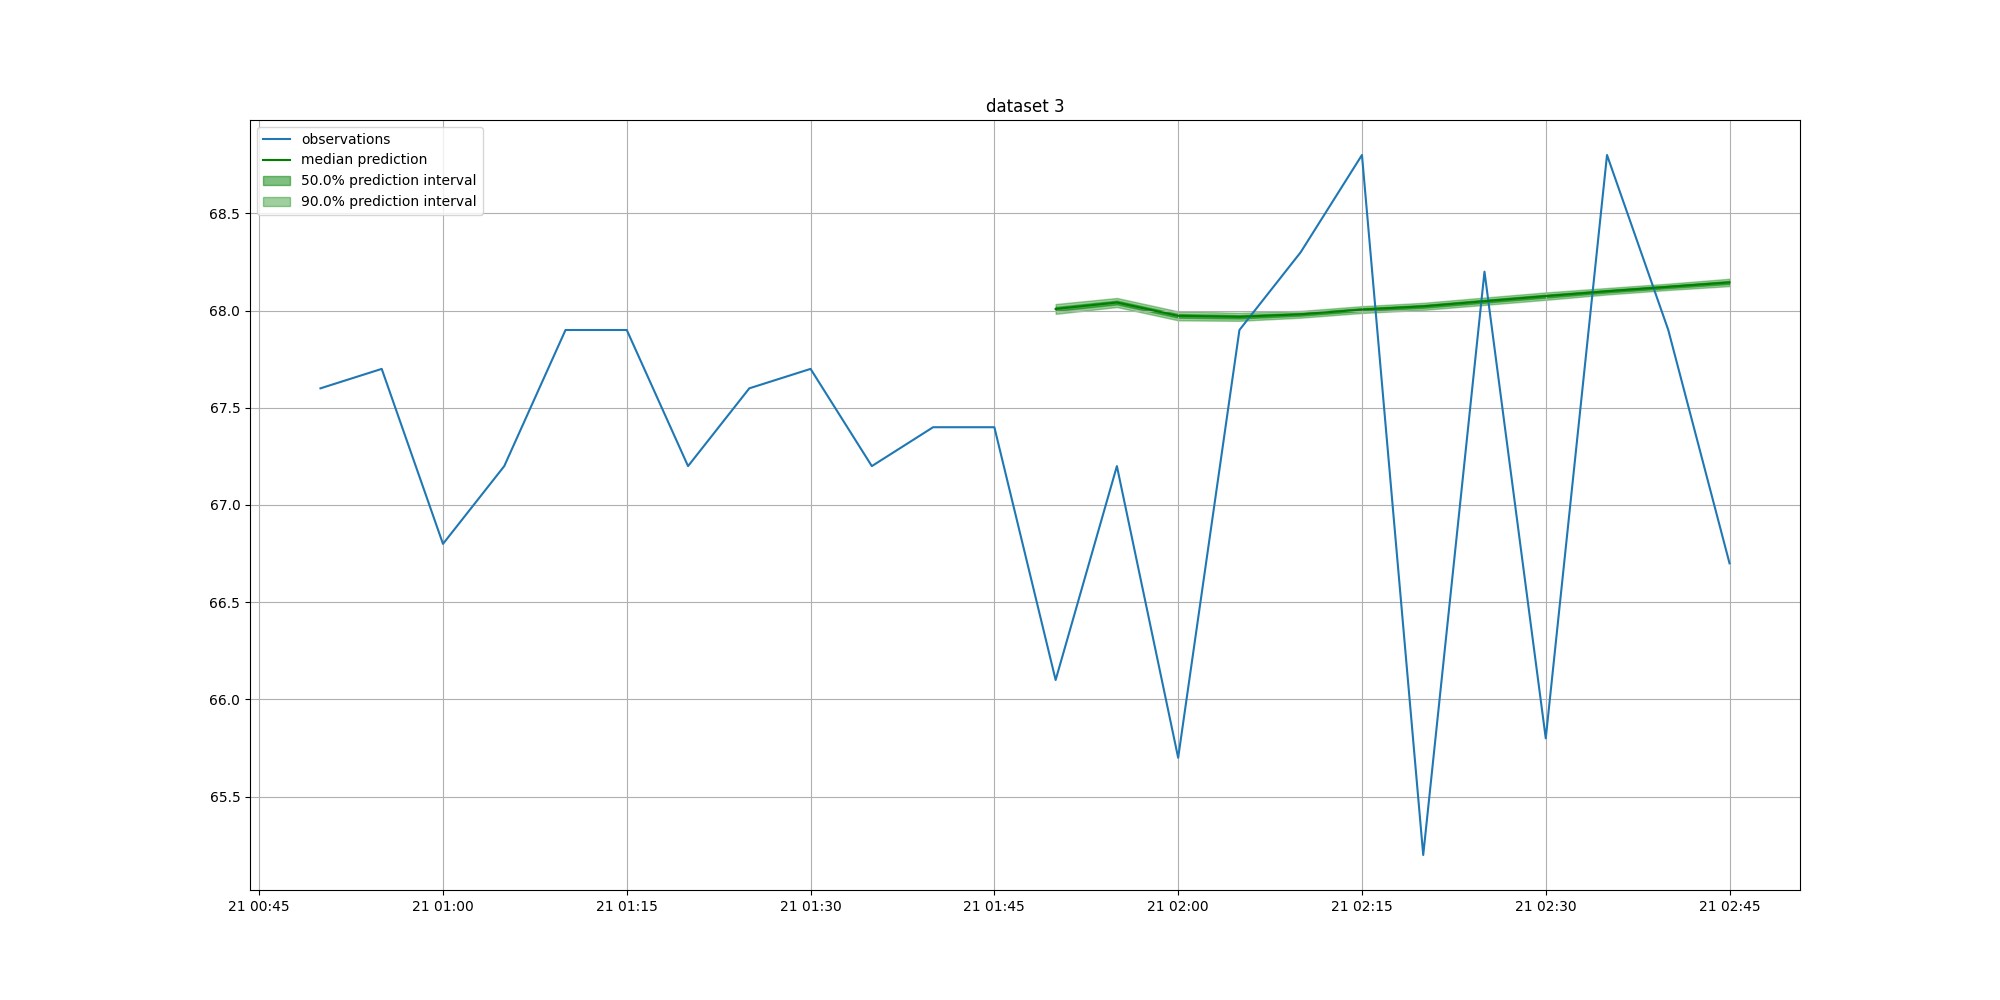 dataset 3
observations
median prediction
50.0% prediction interval
90.0% prediction interval
68.5
68.0
67.5
67.0
66.5
66.0
65.5
21 00:45 21 01:00 21 01:15 21 01:30 21 01:45 21 02:00 21 02:15 21 02:30 21 02:45